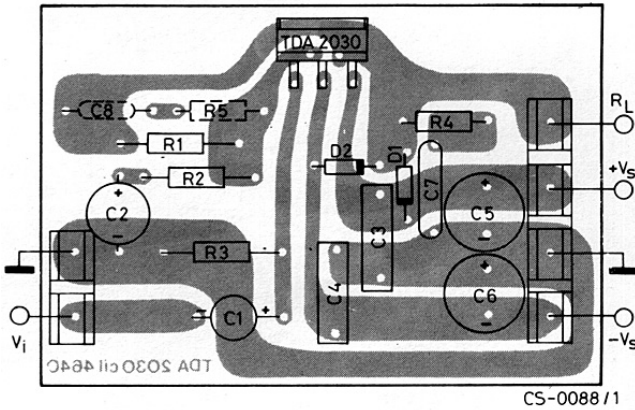 TDA 2030
C8
R5
R4
R1
D2
D1
R2
C7
C2
C3
C5
R3
C4
C6
C1
+
-
+
-
+
-
-
+
RL
+Vs
-Vs
Vi
TDA 2030 cil 464C
CS-0088/1